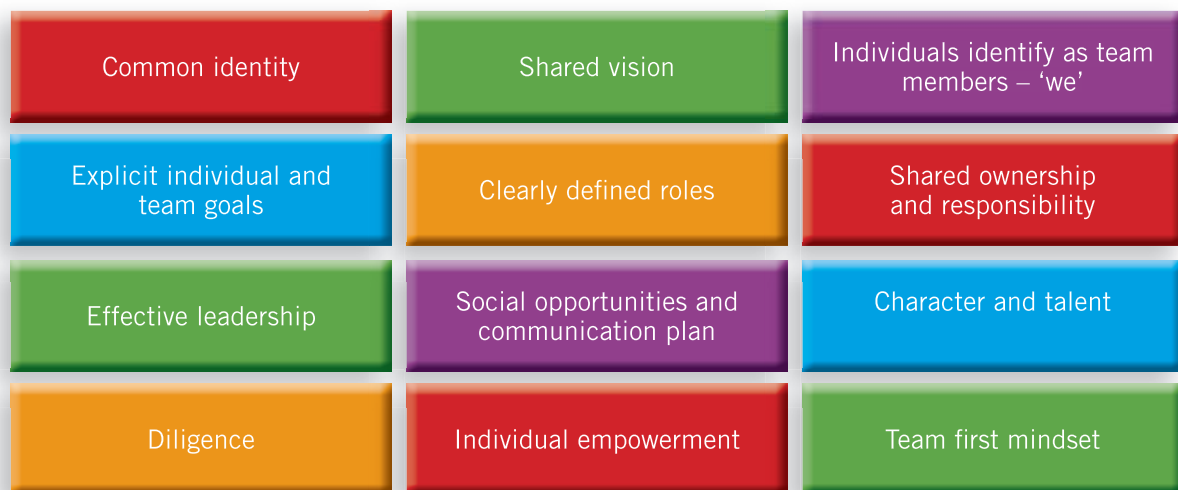 Common identity
Shared vision
Individuals identify as team
members – ‘we’
Explicit individual and
team goals
Clearly defined roles
Shared ownership
and responsibility
Effective leadership
Social opportunities and
communication plan
Character and talent
Diligence
Individual empowerment
Team first mindset